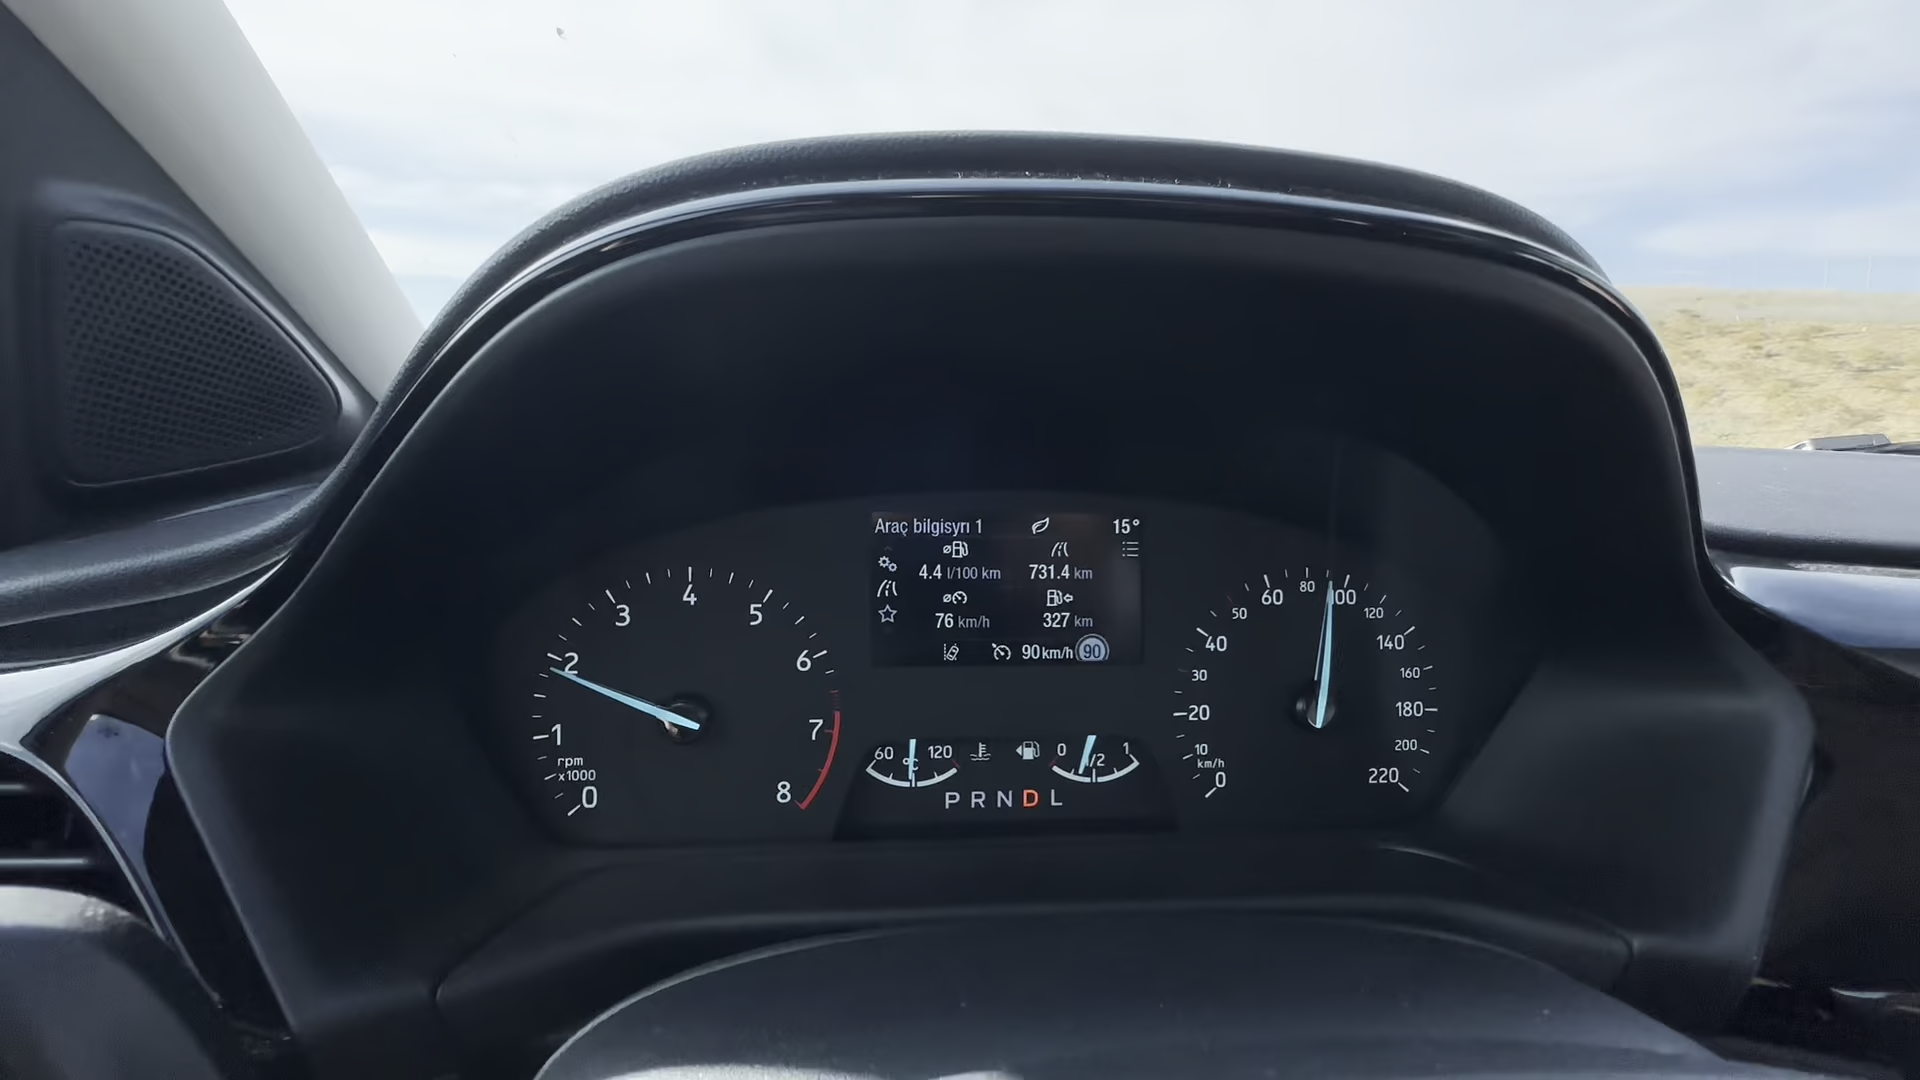 Araç bilgisyrı 1 15°
4.4 l/100 km 731.4 km
76 km/h 327 km
90 km/h 90
0 1 2 3 4 5 6 7 8
rpm
x1000
60 °C 120
0 1/2 1
P R N D L
0 10 20 30 40 50 60 80 100 120 140 160 180 200 220
km/h